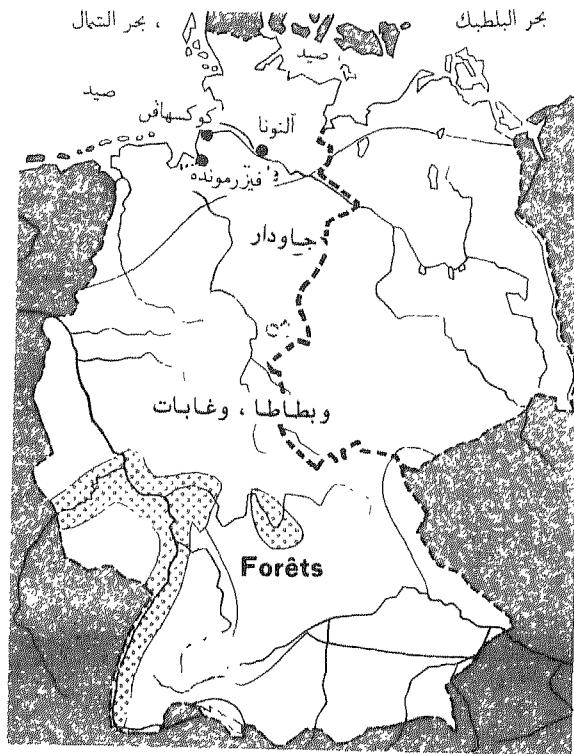 بحر البلطيك
، بحر الشمال
صيد
صيد
كوكسهافن
آلتونا
فيزرمونده
جاودار
وبطاطا ، وغابات
Forêts